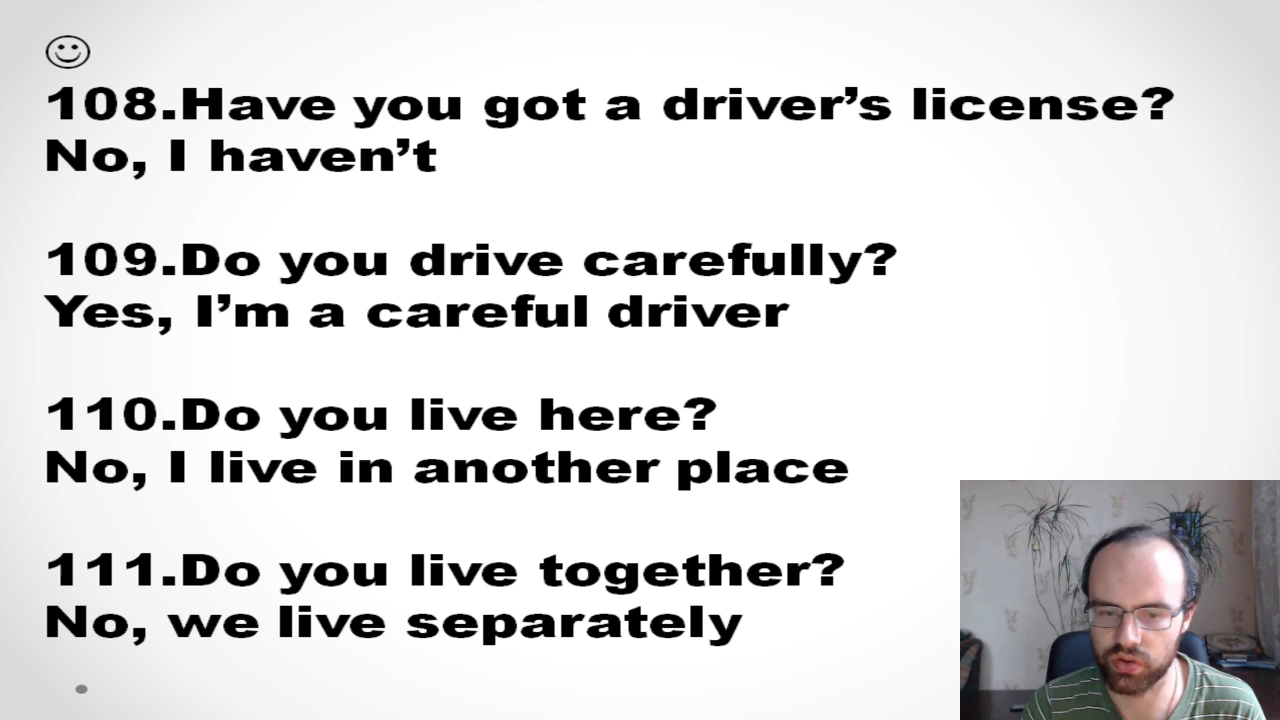 108.Have you got a driver’s license?
No, I haven’t
109.Do you drive carefully?
Yes, I’m a careful driver
110.Do you live here?
No, I live in another place
111.Do you live together?
No, we live separately